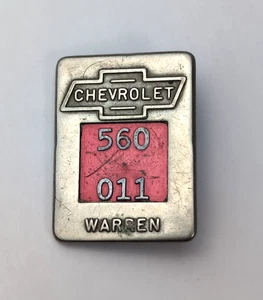 CHEVROLET
560
011
WARREN